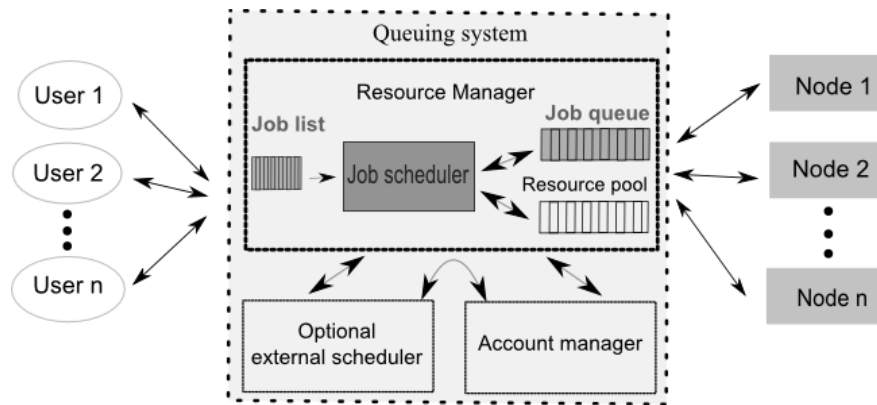 Queuing system
Resource Manager
User 1
User 2
User n
Job list
Job scheduler
Job queue
Resource pool
Optional
external scheduler
Account manager
Node 1
Node 2
Node n